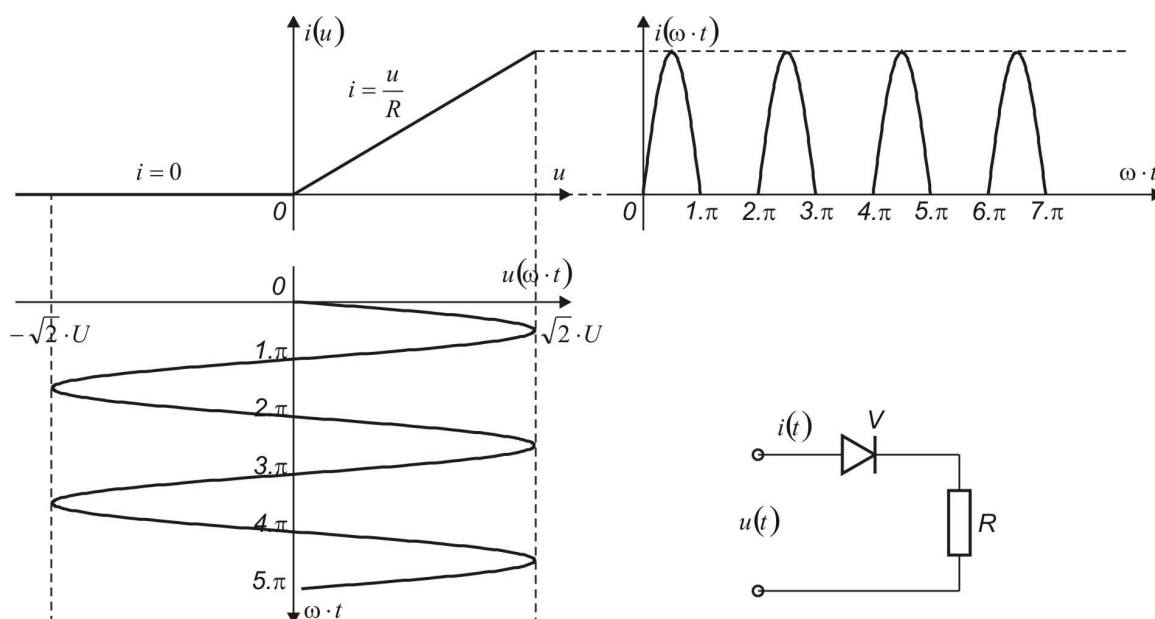 i(u)
i = u/R
i = 0
u
0
i(ω·t)
ω·t
0 1.π 2.π 3.π 4.π 5.π 6.π 7.π
0
u(ω·t)
−√2·U
√2·U
1.π
2.π
3.π
4.π
5.π
ω·t
i(t)
V
u(t)
R